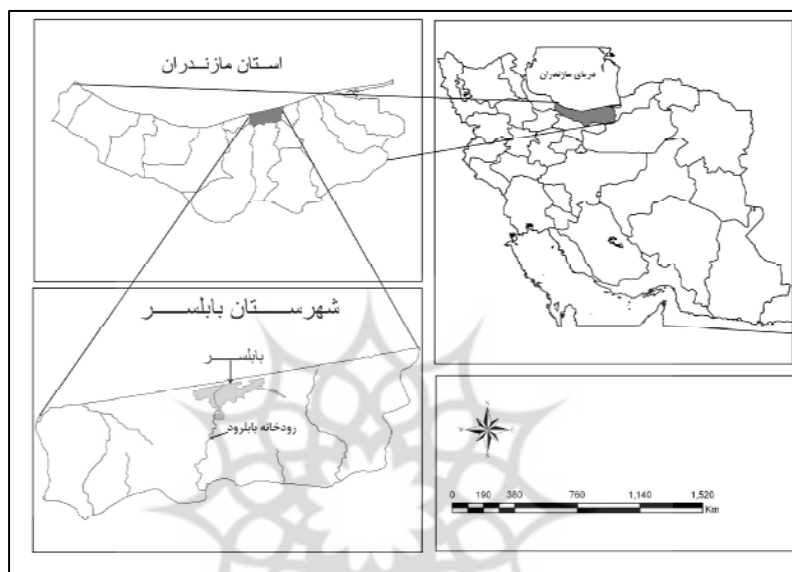 استان مازندران
دریای مازندران
شهرستان بابلسر
بابلسر
رودخانه بابلرود
N
W E
S
0 190 380 760 1,140 1,520
Km